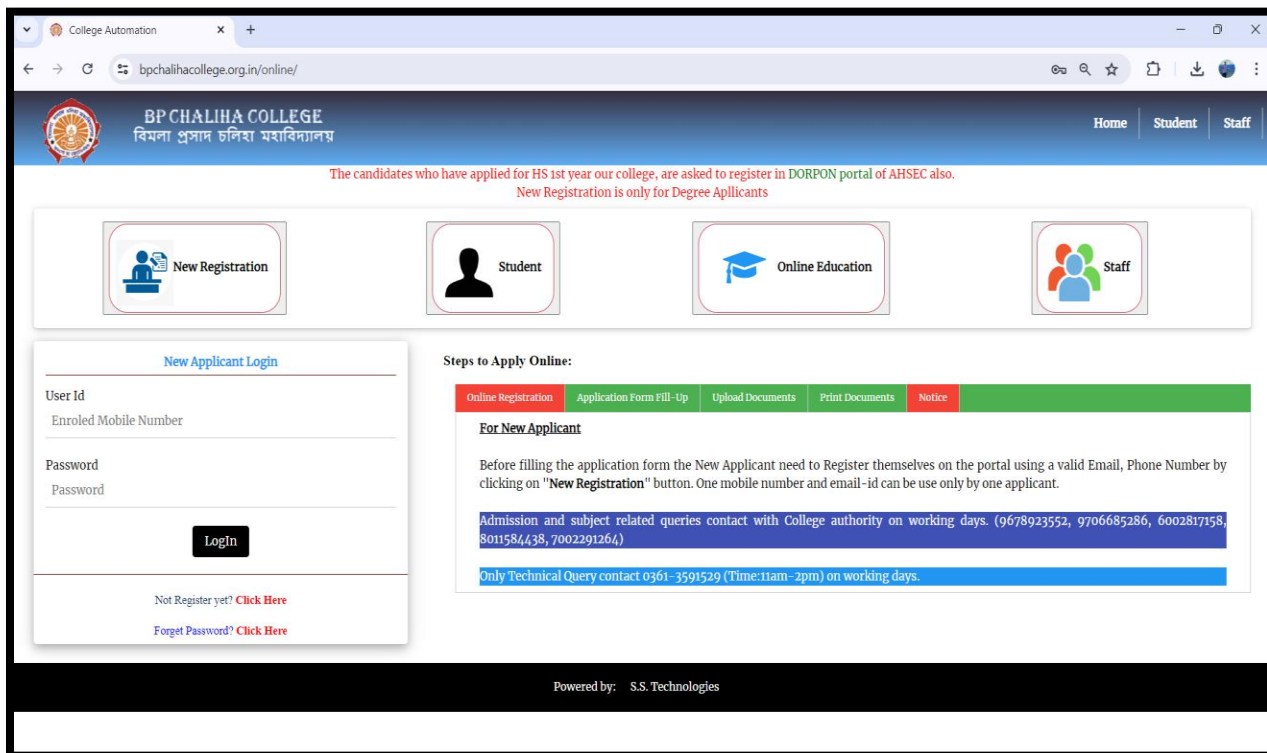 College Automation
bpchalihacollege.org.in/online/
BP CHALIHA COLLEGE
বিমলা প্ৰসাদ চলিহা মহাবিদ্যালয়
Home Student Staff
The candidates who have applied for HS 1st year our college, are asked to register in DORPON portal of AHSEC also.
New Registration is only for Degree Apllicants
New Registration Student Online Education Staff
New Applicant Login
User Id
Enroled Mobile Number
Password
Password
LogIn
Not Register yet? Click Here
Forget Password? Click Here
Steps to Apply Online:
Online Registration Application Form Fill-Up Upload Documents Print Documents Notice
For New Applicant
Before filling the application form the New Applicant need to Register themselves on the portal using a valid Email, Phone Number by
clicking on "New Registration" button. One mobile number and email-id can be use only by one applicant.
Admission and subject related queries contact with College authority on working days. (9678923552, 9706685286, 6002817158,
8011584438, 7002291264)
Only Technical Query contact 0361-3591529 (Time:11am-2pm) on working days.
Powered by: S.S. Technologies